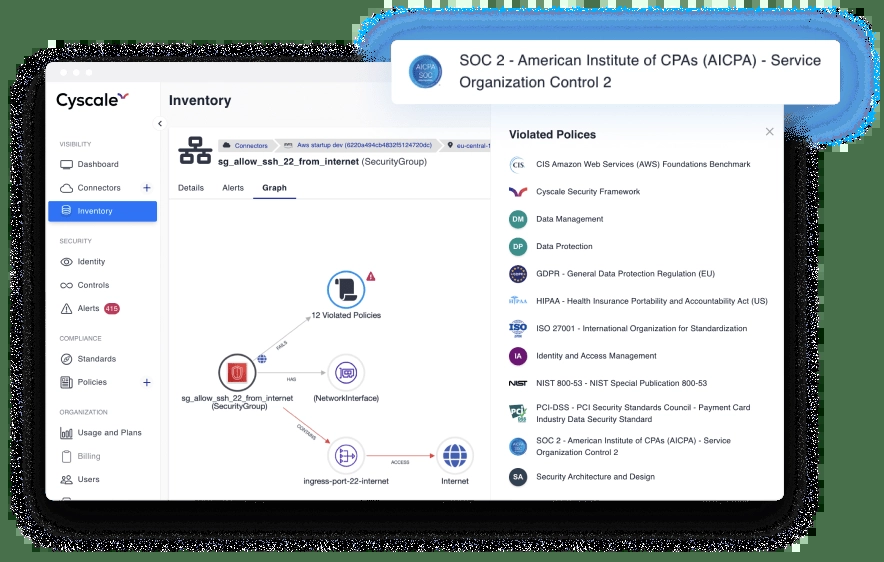 SOC 2 - American Institute of CPAs (AICPA) - Service
Organization Control 2
AICPA
SOC
Cyscale
Inventory
VISIBILITY
Dashboard
Connectors +
Inventory
SECURITY
Identity
Controls
Alerts 415
COMPLIANCE
Standards
Policies +
ORGANIZATION
Usage and Plans
Billing
Users
Connectors
aws Aws startup dev (6220a494cb4832f5124720dc)
eu-central-1
sg_allow_ssh_22_from_internet (SecurityGroup)
Details Alerts Graph
12 Violated Policies
FAILS
HAS
sg_allow_ssh_22_from_internet
(SecurityGroup)
(NetworkInterface)
CONTAINS
ACCESS
ingress-port-22-internet
Internet
Violated Polices
CIS. CIS Amazon Web Services (AWS) Foundations Benchmark
Cyscale Security Framework
DM Data Management
DP Data Protection
GDPR GDPR - General Data Protection Regulation (EU)
HIPAA HIPAA - Health Insurance Portability and Accountability Act (US)
ISO ISO 27001 - International Organization for Standardization
IA Identity and Access Management
NIST NIST 800-53 - NIST Special Publication 800-53
PCI PCI-DSS - PCI Security Standards Council - Payment Card
Industry Data Security Standard
SOC 2 - American Institute of CPAs (AICPA) - Service
Organization Control 2
SA Security Architecture and Design